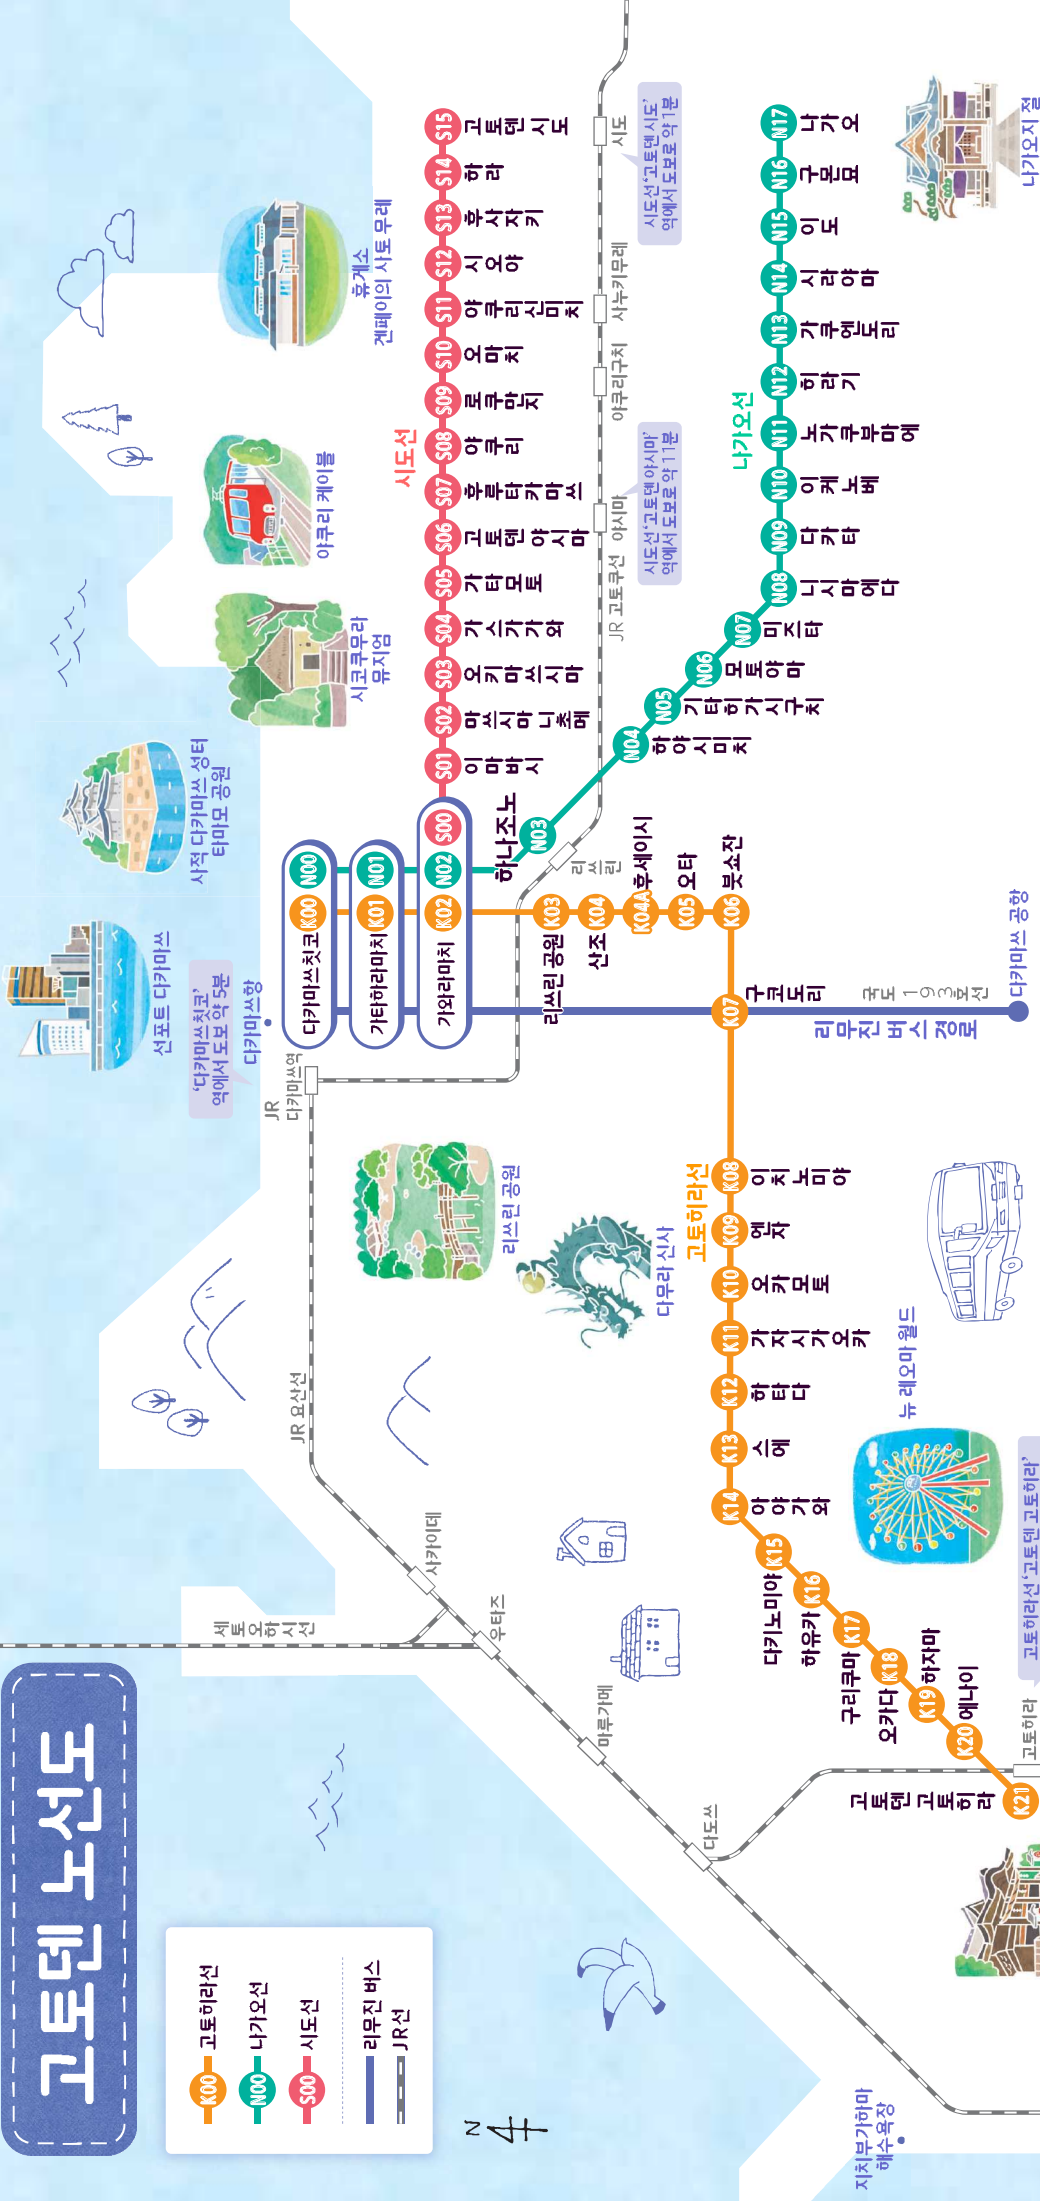 고토덴 노선도
K00 고토히라선
N00 나가오선
S00 시도선
리무진 버스
JR선
N
선포트 다카마쓰
'다카마쓰칫코'
역에서 도보 약 5분
다카마쓰항
사적 다카마쓰 성터
타마모 공원
시코쿠무라
뮤지엄
야쿠리 케이블
휴게소
겐페이의 사토 무레
JR
다카마쓰역
K00 N00
다카마쓰칫코
K01 N01
가타하라마치
K02 N02 S00
가와라마치
시도선
S01 이마바시
S02 마쓰시마 니초메
S03 오키마쓰시마
S04 가스가가와
S05 가타모토
S06 고토덴 야시마
S07 후루타카마쓰
S08 야쿠리
S09 로쿠만지
S10 오마치
S11 야쿠리신미치
S12 시오야
S13 후사자키
S14 하라
S15 고토덴 시도
리쓰린
JR 고토쿠선
야시마
야쿠리구치
사누키무레
시도
시도선'고토덴 야시마'
역에서 도보로 약 11분
시도선'고토덴 시도'
역에서 도보로 약 1분
나가오선
N03 하나조노
N04 하야시미치
N05 기타히가시구치
N06 모토야마
N07 미즈타
N08 니시마에다
N09 다카타
N10 이케노베
N11 노가쿠부마에
N12 히라기
N13 가쿠엔도리
N14 시라야마
N15 이도
N16 구몬묘
N17 나가오
나가오지 절
고토히라선
K03 리쓰린 공원
K04 산조
K04A 후세이시
K05 오타
K06 붓쇼잔
K07 구코도리
K08 이치노미야
K09 엔자
K10 오카모토
K11 가자시가오카
K12 하타다
K13 스에
K14 아야가와
K15 다키노미야
K16 하유카
K17 구리쿠마
K18 오카다
K19 하자마
K20 에나이
K21 고토덴 고토히라
국도 193호선
리무진 버스 경로
다카마쓰 공항
리쓰린 공원
다무라 신사
뉴 레오마 월드
JR 요산선
사카이데
세토오하시선
우타즈
마루가메
다도쓰
고토히라
고토히라선'고토덴 고토히라'
지치부가하마
해수욕장